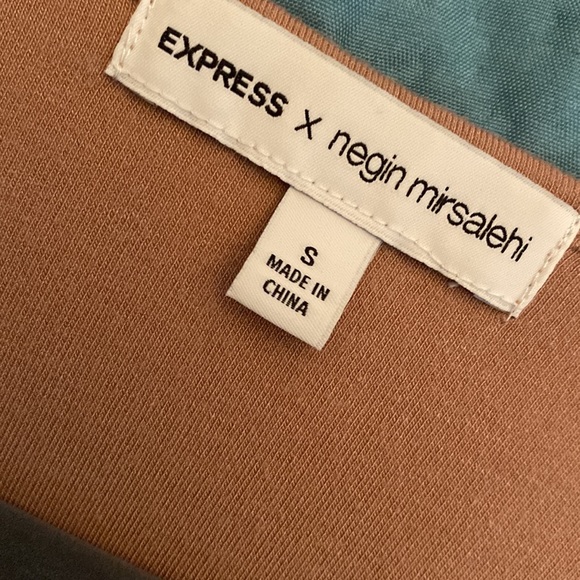 EXPRESS x negin mirsalehi
S
MADE IN
CHINA